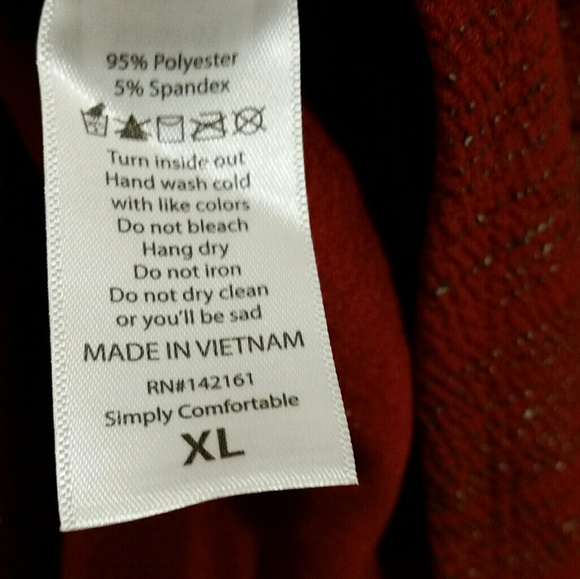 95% Polyester
5% Spandex
Turn inside out
Hand wash cold
with like colors
Do not bleach
Hang dry
Do not iron
Do not dry clean
or you'll be sad
MADE IN VIETNAM
RN#142161
Simply Comfortable
XL